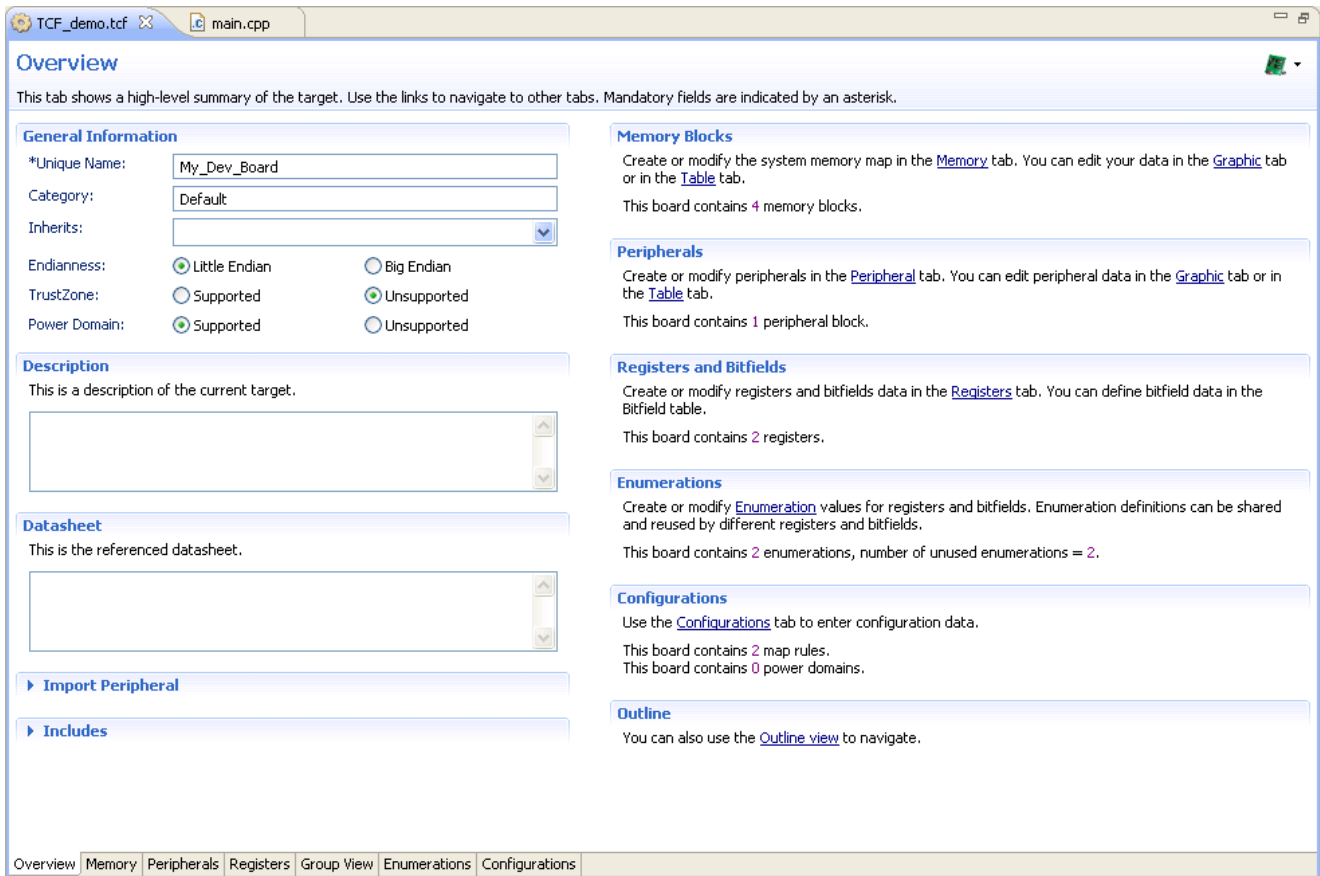 TCF_demo.tcf
main.cpp
Overview
This tab shows a high-level summary of the target. Use the links to navigate to other tabs. Mandatory fields are indicated by an asterisk.
General Information
*Unique Name:
My_Dev_Board
Category:
Default
Inherits:
Endianness:
Little Endian
Big Endian
TrustZone:
Supported
Unsupported
Power Domain:
Supported
Unsupported
Description
This is a description of the current target.
Datasheet
This is the referenced datasheet.
Import Peripheral
Includes
Memory Blocks
Create or modify the system memory map in the Memory tab. You can edit your data in the Graphic tab
or in the Table tab.
This board contains 4 memory blocks.
Peripherals
Create or modify peripherals in the Peripheral tab. You can edit peripheral data in the Graphic tab or in
the Table tab.
This board contains 1 peripheral block.
Registers and Bitfields
Create or modify registers and bitfields data in the Registers tab. You can define bitfield data in the
Bitfield table.
This board contains 2 registers.
Enumerations
Create or modify Enumeration values for registers and bitfields. Enumeration definitions can be shared
and reused by different registers and bitfields.
This board contains 2 enumerations, number of unused enumerations = 2.
Configurations
Use the Configurations tab to enter configuration data.
This board contains 2 map rules.
This board contains 0 power domains.
Outline
You can also use the Outline view to navigate.
Overview Memory Peripherals Registers Group View Enumerations Configurations